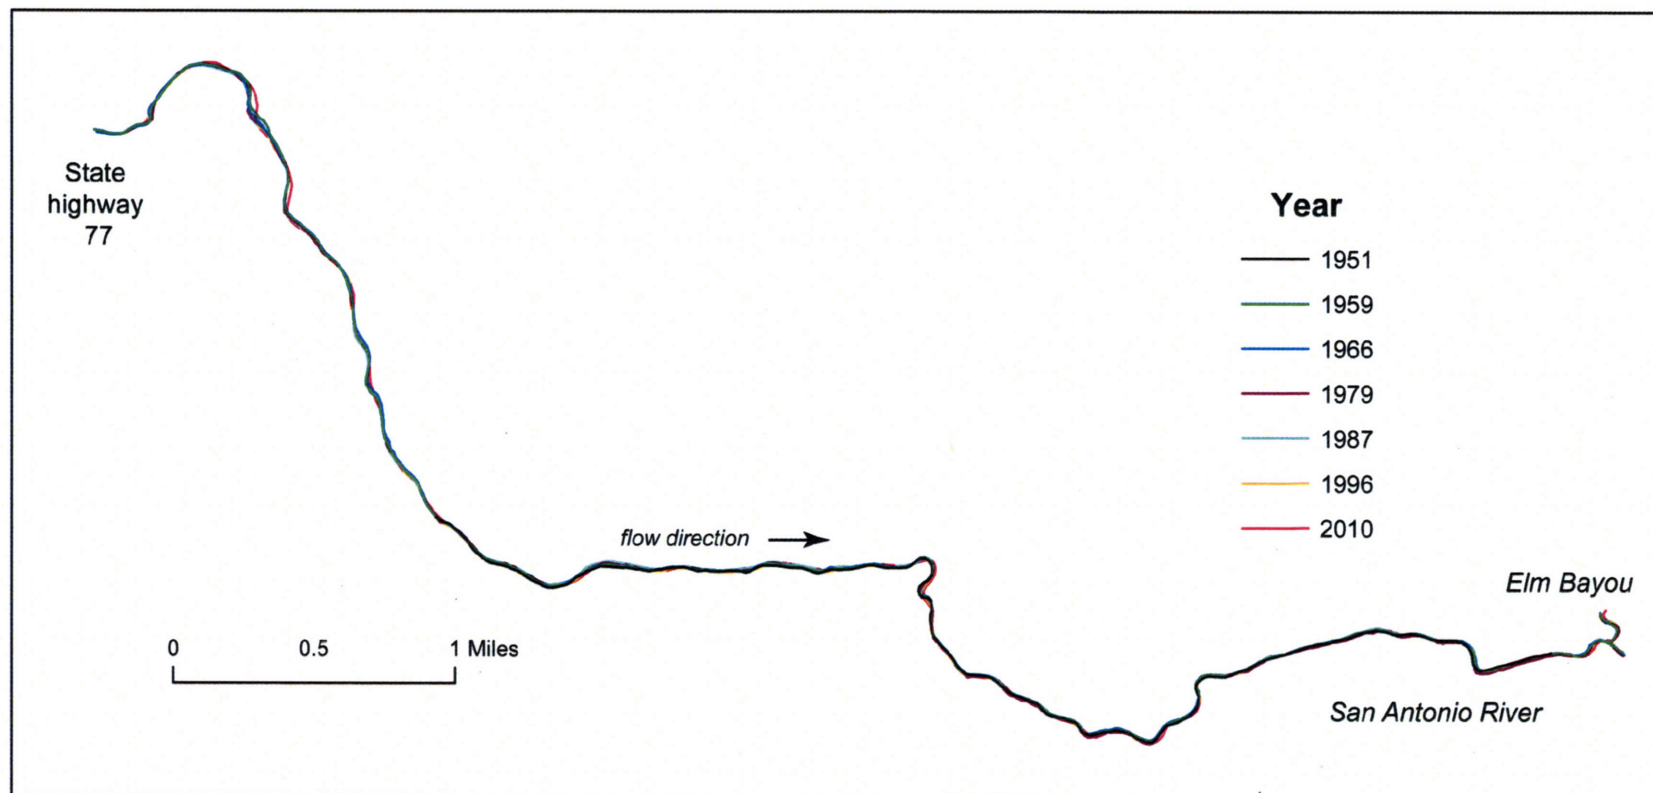 State
highway
77
Year
1951
1959
1966
1979
1987
1996
2010
flow direction
Elm Bayou
0 0.5 1 Miles
San Antonio River